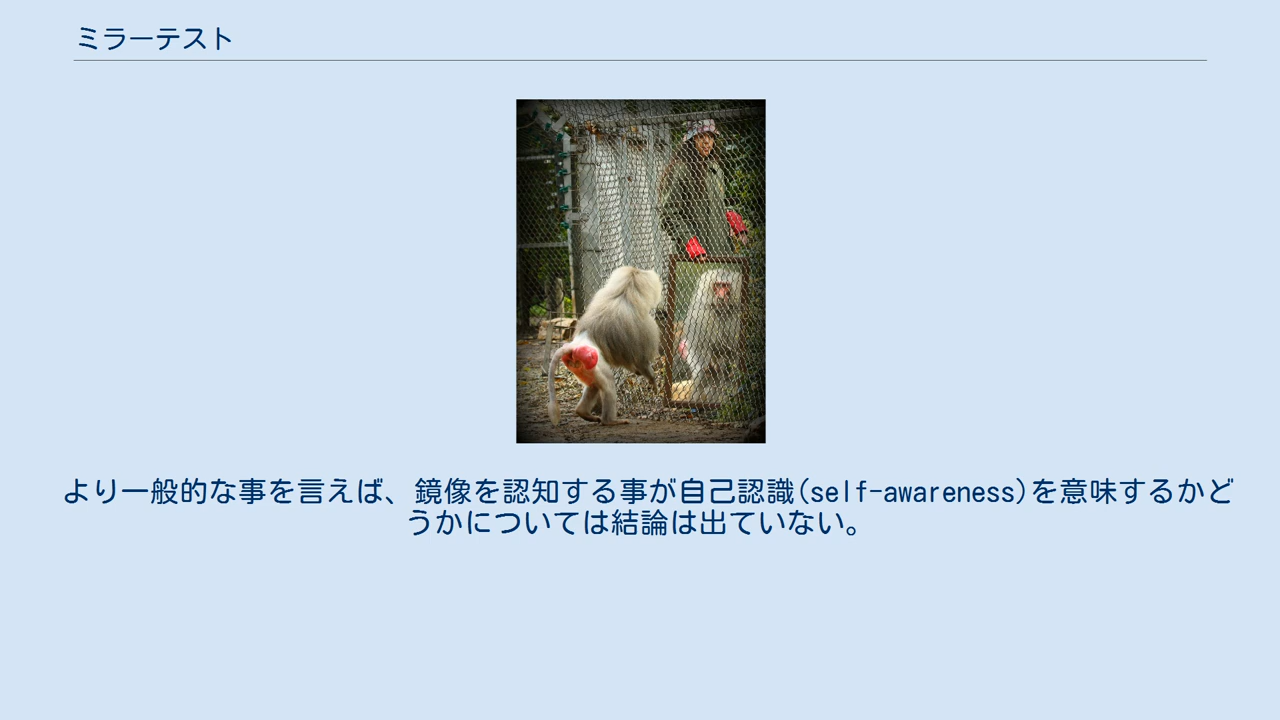 ミラーテスト
より一般的な事を言えば、鏡像を認知する事が自己認識(self-awareness)を意味するかど
うかについては結論は出ていない。